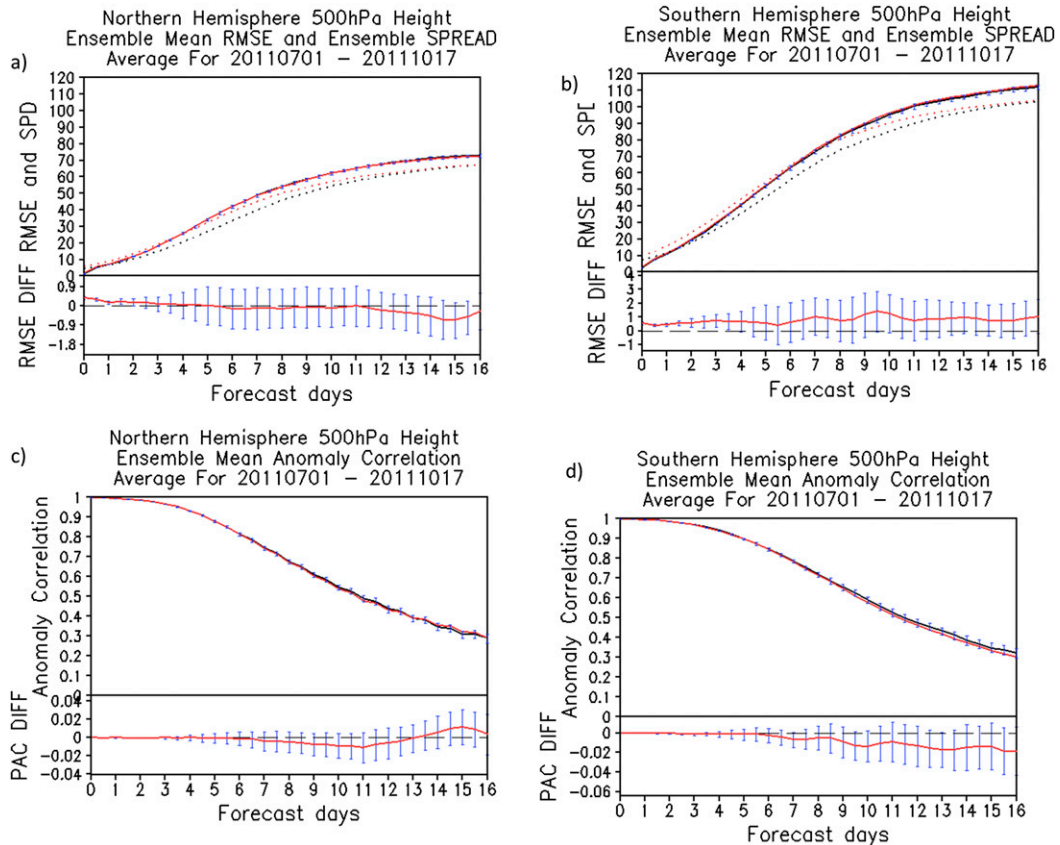 a)
Northern Hemisphere 500hPa Height
Ensemble Mean RMSE and Ensemble SPREAD
Average For 20110701 – 20111017
RMSE and SPD
120
110
100
90
80
70
60
50
40
30
20
10
0
RMSE DIFF
0.9
0
-0.9
-1.8
0 1 2 3 4 5 6 7 8 9 10 11 12 13 14 15 16
Forecast days
b)
Southern Hemisphere 500hPa Height
Ensemble Mean RMSE and Ensemble SPREAD
Average For 20110701 – 20111017
RMSE and SPD
120
110
100
90
80
70
60
50
40
30
20
10
0
RMSE DIFF
3
2
1
0
-1
0 1 2 3 4 5 6 7 8 9 10 11 12 13 14 15 16
Forecast days
c)
Northern Hemisphere 500hPa Height
Ensemble Mean Anomaly Correlation
Average For 20110701 – 20111017
Anomaly Correlation
1
0.9
0.8
0.7
0.6
0.5
0.4
0.3
0.2
0.1
0
PAC DIFF
0.04
0.02
0
-0.02
-0.04
0 1 2 3 4 5 6 7 8 9 10 11 12 13 14 15 16
Forecast days
d)
Southern Hemisphere 500hPa Height
Ensemble Mean Anomaly Correlation
Average For 20110701 – 20111017
Anomaly Correlation
1
0.9
0.8
0.7
0.6
0.5
0.4
0.3
0.2
0.1
0
PAC DIFF
0
-0.02
-0.04
-0.06
0 1 2 3 4 5 6 7 8 9 10 11 12 13 14 15 16
Forecast days